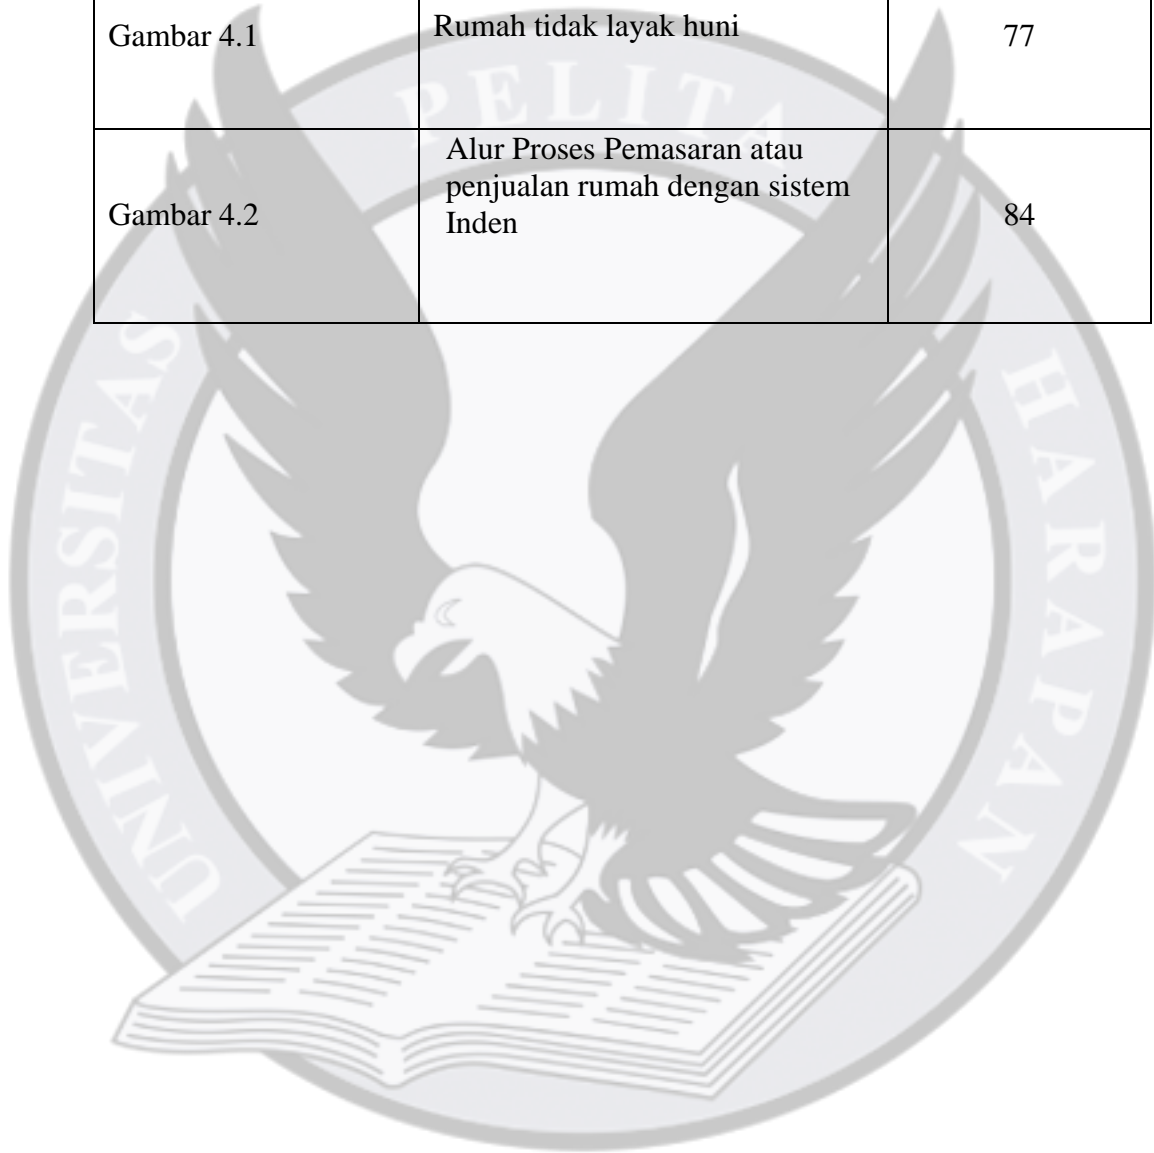 Gambar 4.1 Rumah tidak layak huni 77
Alur Proses Pemasaran atau
penjualan rumah dengan sistem
Gambar 4.2 Inden 84
UNIVERSITAS PELITA HARAPAN